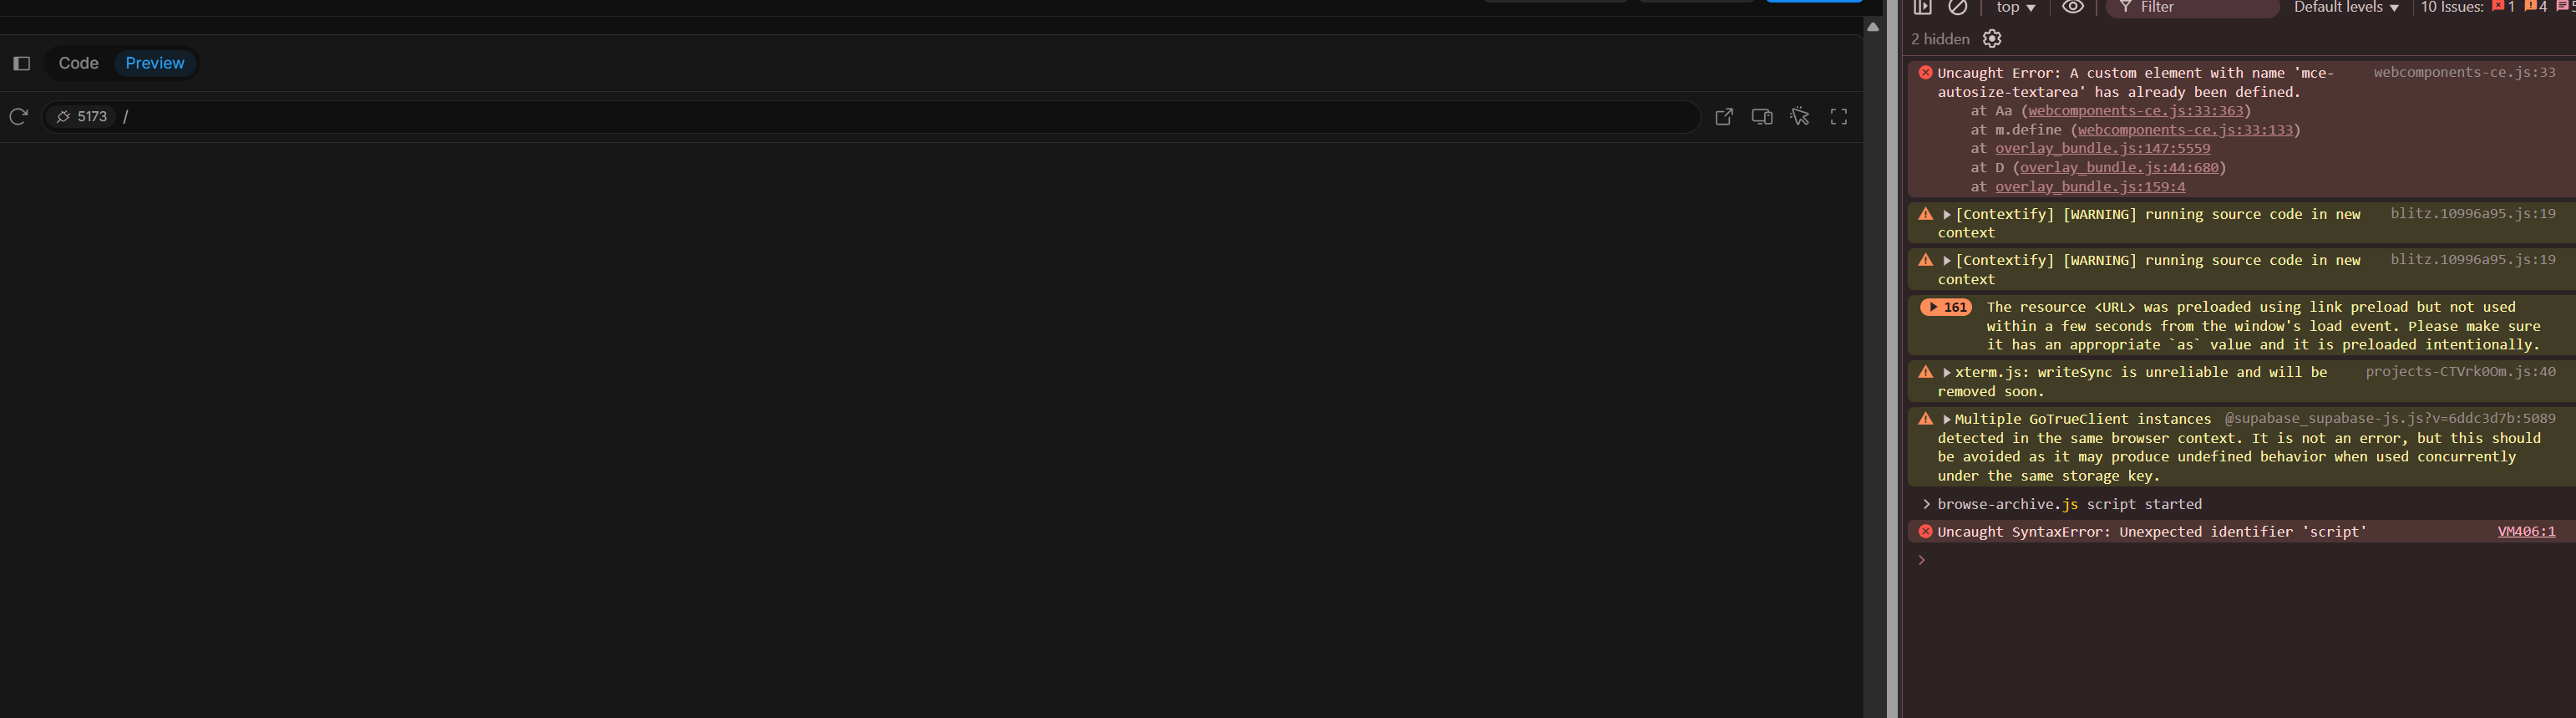 top
Filter
Default levels
10 Issues:
1
4
5
2 hidden
Code
Preview
5173
/
Uncaught Error: A custom element with name 'mce-
webcomponents-ce.js:33
autosize-textarea' has already been defined.
at Aa (webcomponents-ce.js:33:363)
at m.define (webcomponents-ce.js:33:133)
at overlay_bundle.js:147:5559
at D (overlay_bundle.js:44:680)
at overlay_bundle.js:159:4
[Contextify] [WARNING] running source code in new
blitz.10996a95.js:19
context
[Contextify] [WARNING] running source code in new
blitz.10996a95.js:19
context
161
The resource <URL> was preloaded using link preload but not used
within a few seconds from the window's load event. Please make sure
it has an appropriate `as` value and it is preloaded intentionally.
xterm.js: writeSync is unreliable and will be
projects-CTVrk0Om.js:40
removed soon.
Multiple GoTrueClient instances
@supabase_supabase-js.js?v=6ddc3d7b:5089
detected in the same browser context. It is not an error, but this should
be avoided as it may produce undefined behavior when used concurrently
under the same storage key.
browse-archive.js script started
Uncaught SyntaxError: Unexpected identifier 'script'
VM406:1